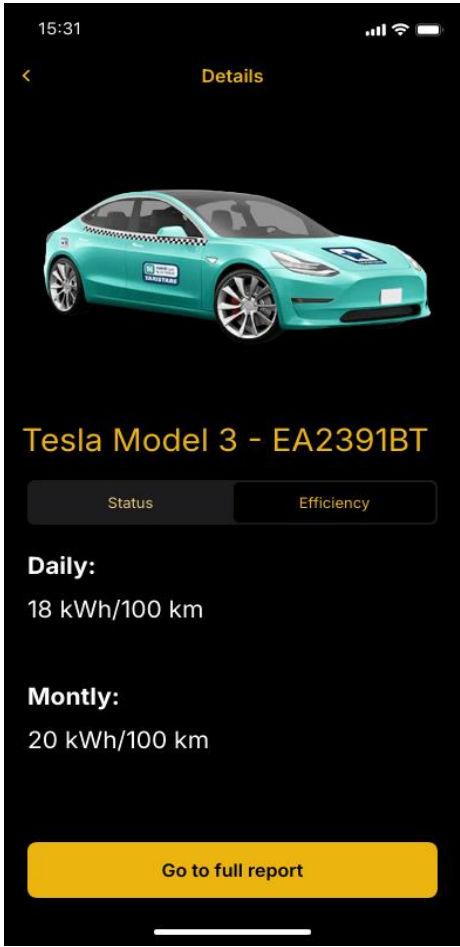 15:31
Details
TAXISTARS
Tesla Model 3 - EA2391BT
Status
Efficiency
Daily:
18 kWh/100 km
Montly:
20 kWh/100 km
Go to full report